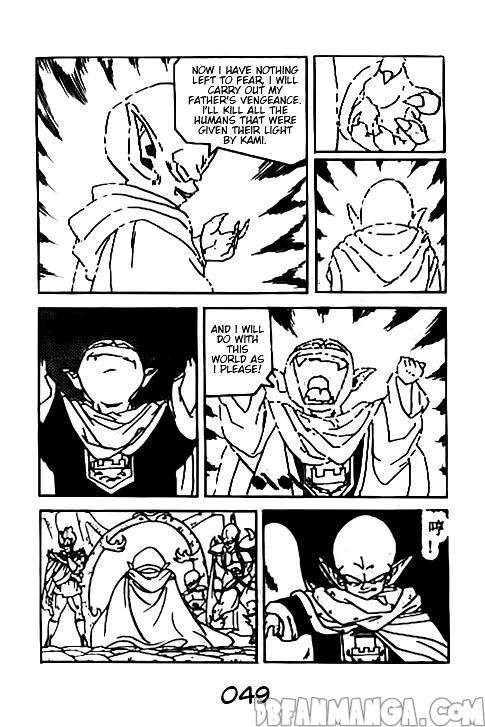 NOW I HAVE NOTHING
LEFT TO FEAR, I WILL
CARRY OUT MY
FATHER'S VENGEANCE.
I'LL KILL ALL THE
HUMANS THAT WERE
GIVEN THEIR LIGHT
BY KAMI.
AND I WILL
DO WITH
THIS
WORLD AS
I PLEASE!
哼!
049
DBFANMANGA.COM